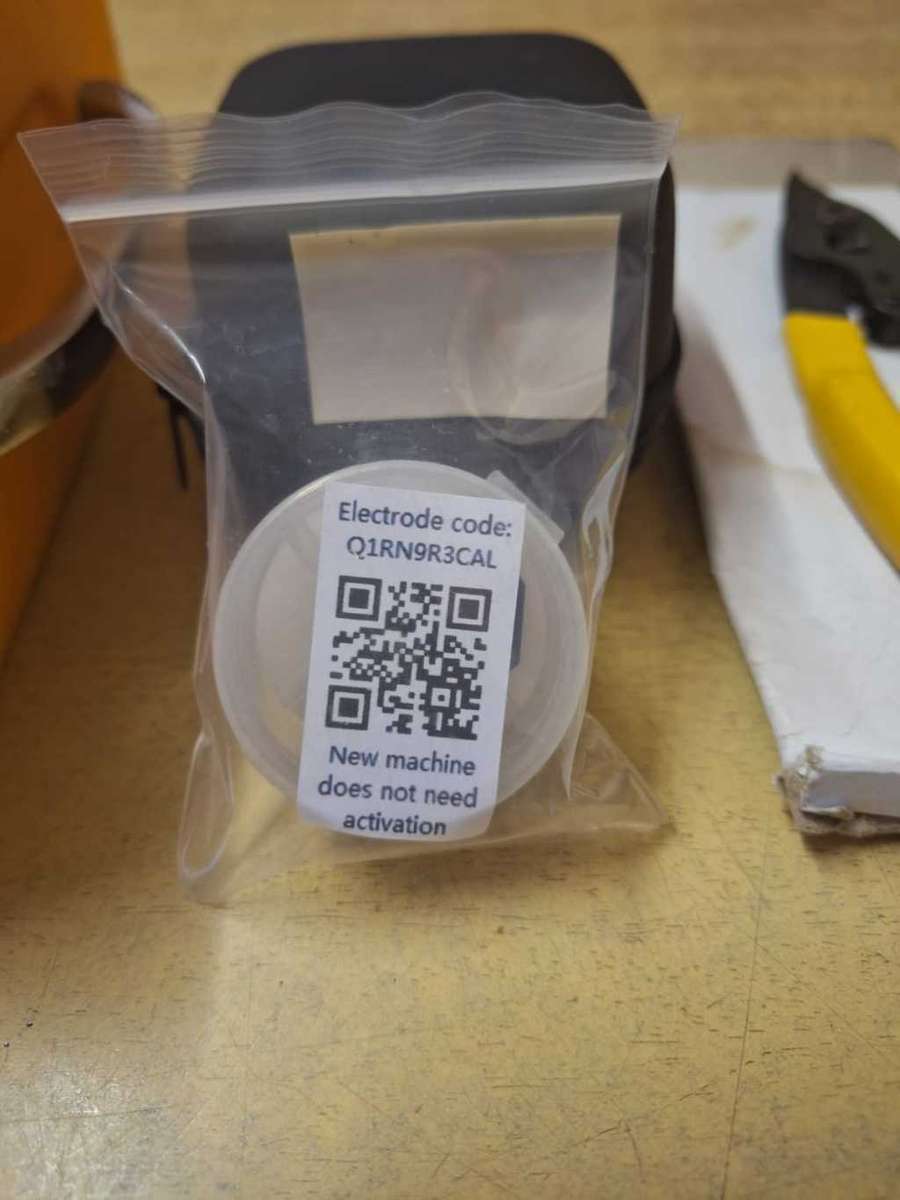 Electrode code:
Q1RN9R3CAL
New machine
does not need
activation